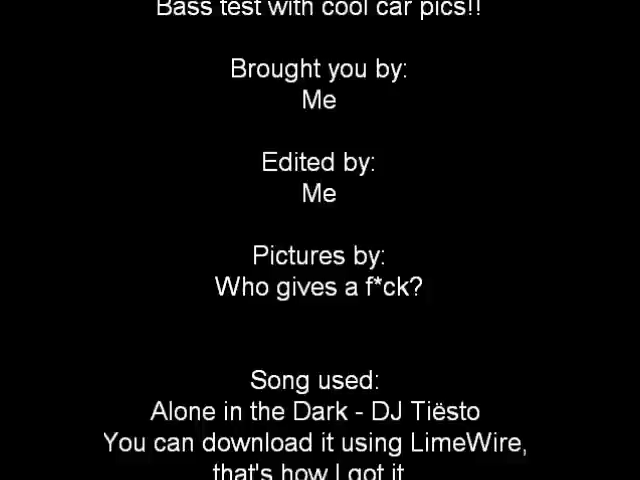 Bass test with cool car pics!!
Brought you by:
Me
Edited by:
Me
Pictures by:
Who gives a f*ck?
Song used:
Alone in the Dark - DJ Tiësto
You can download it using LimeWire,
that's how I got it